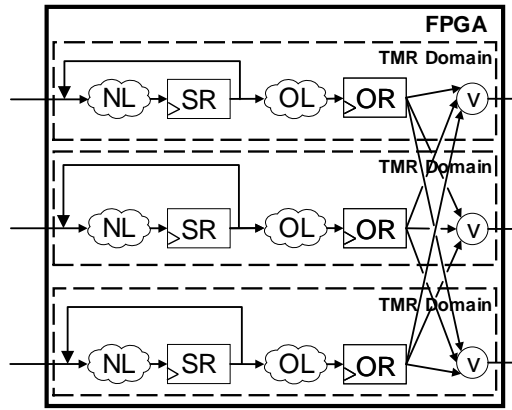 FPGA
TMR Domain
NL SR OL OR V
TMR Domain
NL SR OL OR V
TMR Domain
NL SR OL OR V